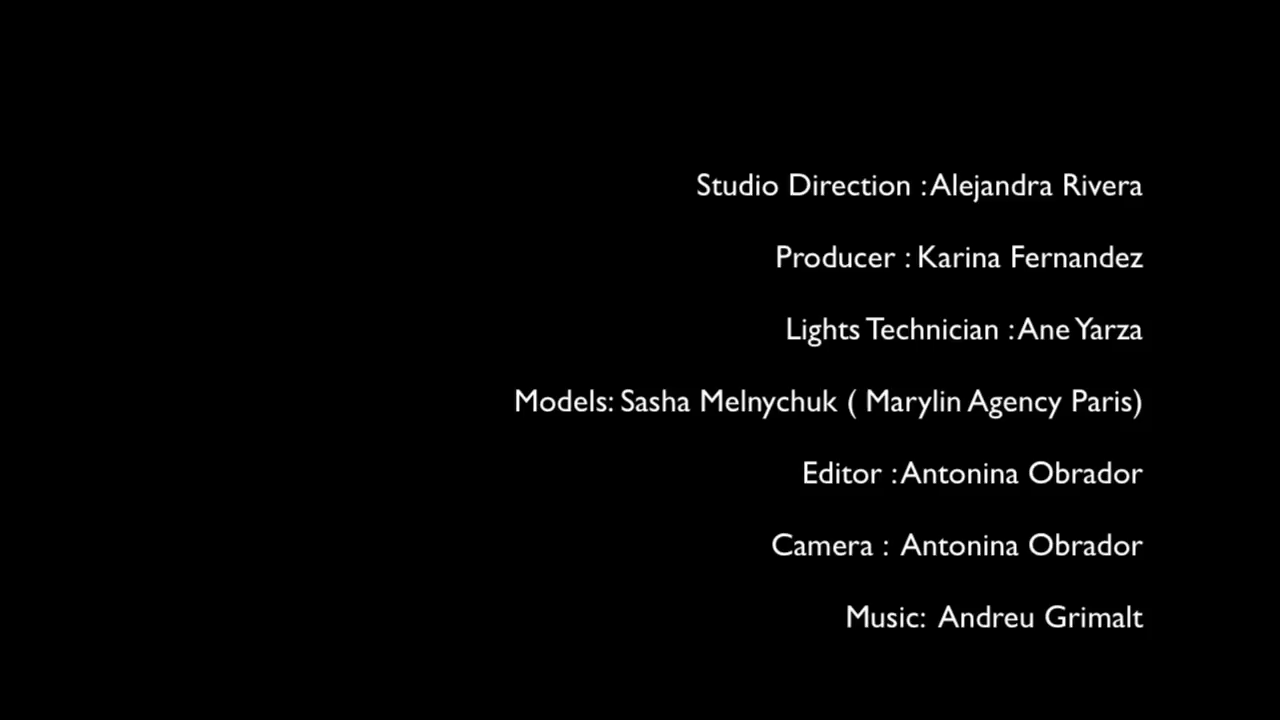 Studio Direction : Alejandra Rivera
Producer : Karina Fernandez
Lights Technician : Ane Yarza
Models: Sasha Melnychuk ( Marylin Agency Paris)
Editor : Antonina Obrador
Camera : Antonina Obrador
Music: Andreu Grimalt